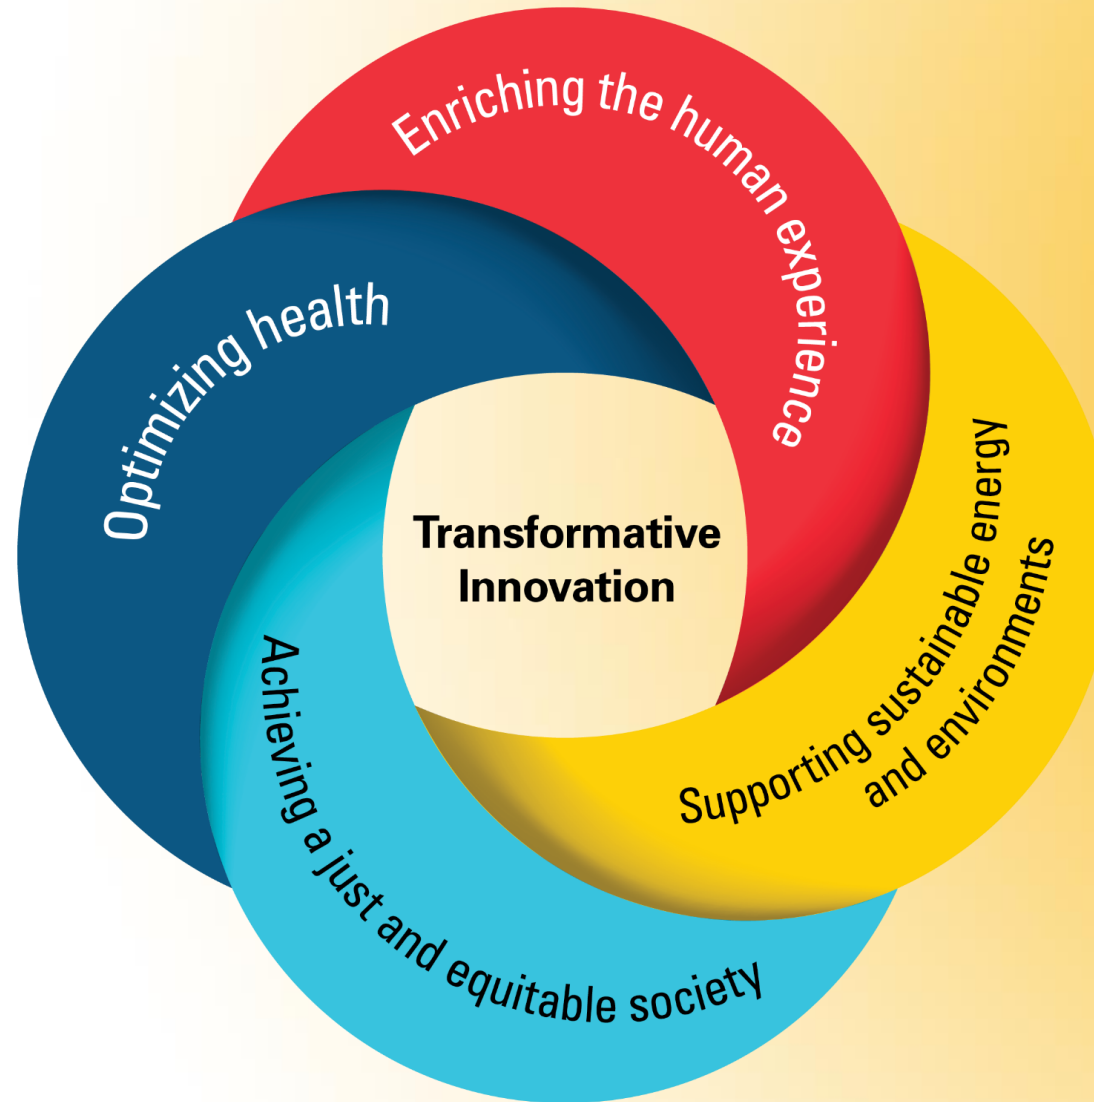 Enriching the human experience
Optimizing health
Transformative
Innovation
Supporting sustainable energy
and environments
Achieving a just and equitable society